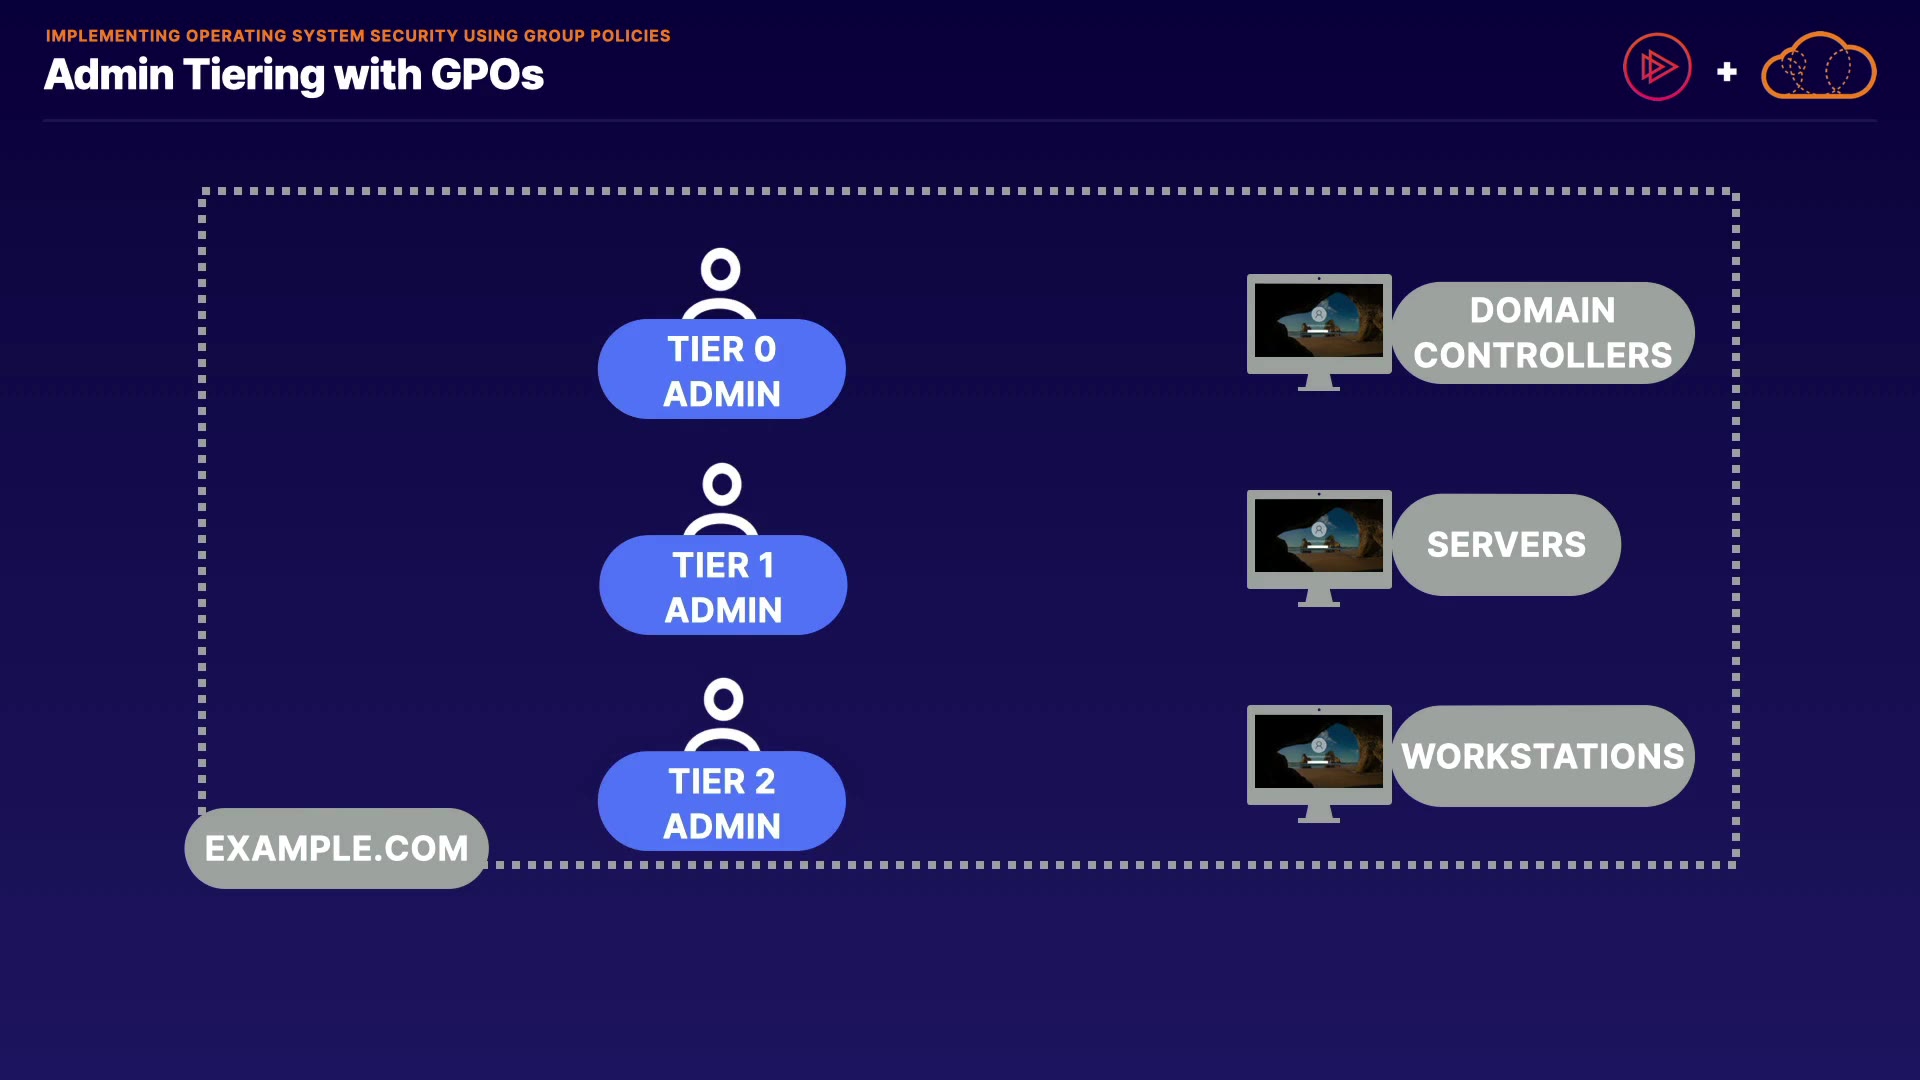 IMPLEMENTING OPERATING SYSTEM SECURITY USING GROUP POLICIES
Admin Tiering with GPOs
+
TIER 0
ADMIN
DOMAIN
CONTROLLERS
TIER 1
ADMIN
SERVERS
TIER 2
ADMIN
WORKSTATIONS
EXAMPLE.COM